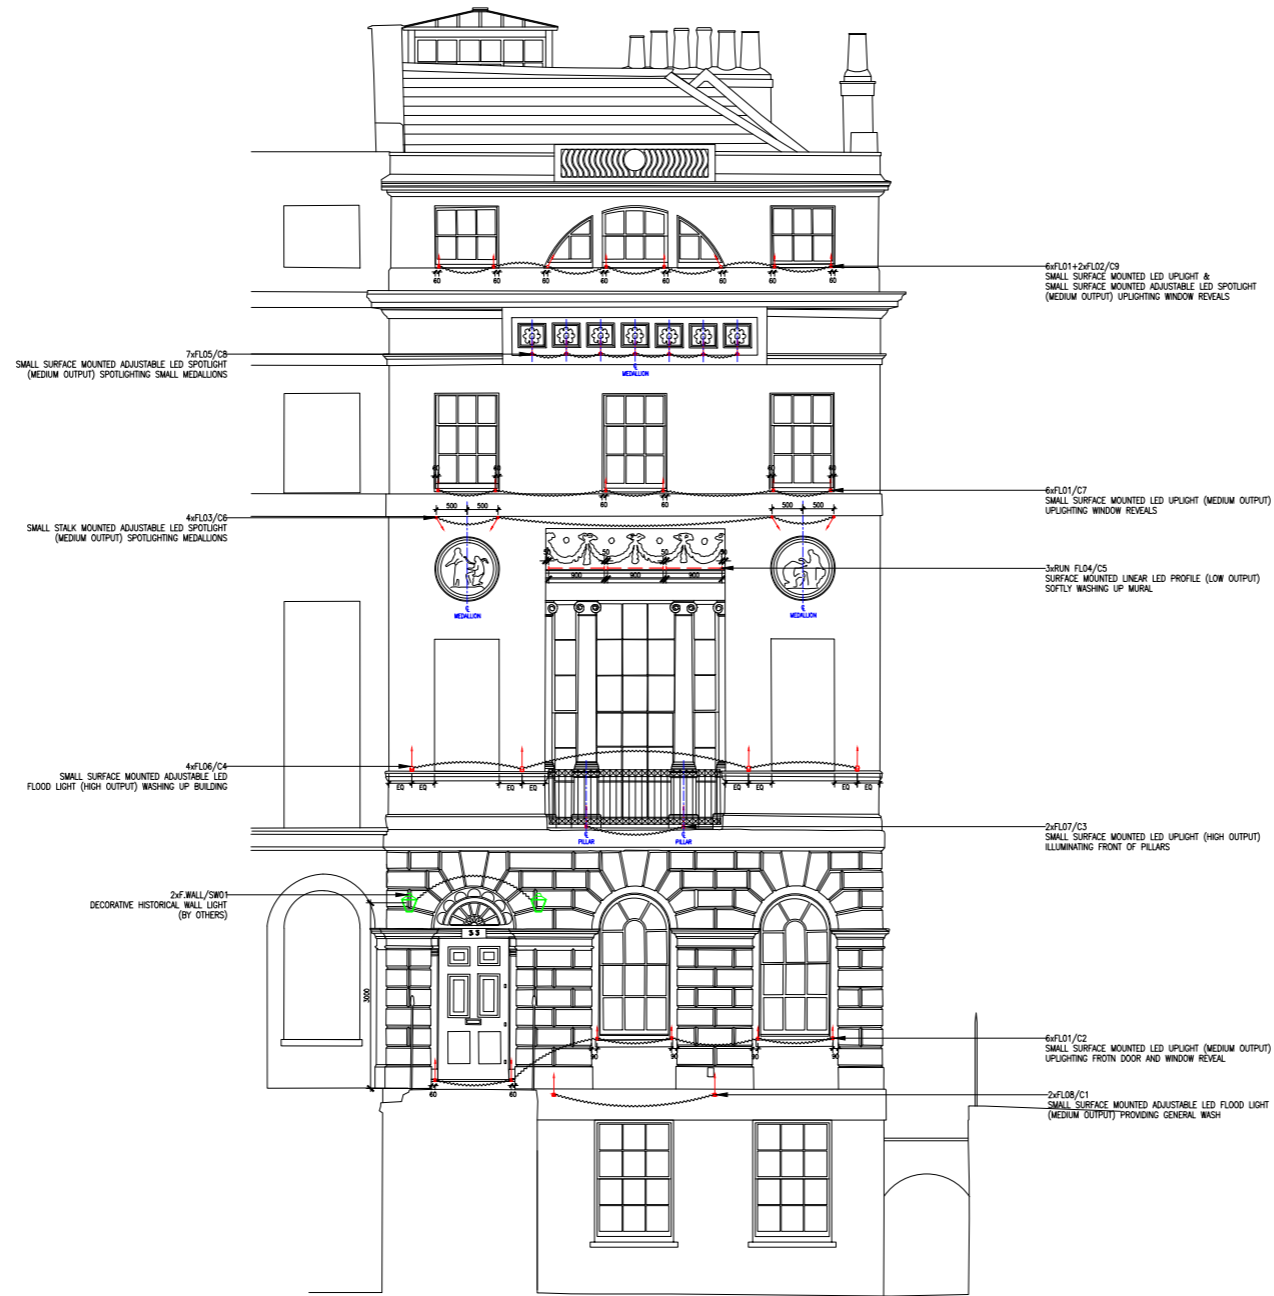 6xFL01+2xFL02/C9
SMALL SURFACE MOUNTED LED UPLIGHT &
SMALL SURFACE MOUNTED ADJUSTABLE LED SPOTLIGHT
(MEDIUM OUTPUT) UPLIGHTING WINDOW REVEALS
60 60 60 60 60 60 60 60
7xFL05/C8
SMALL SURFACE MOUNTED ADJUSTABLE LED SPOTLIGHT
(MEDIUM OUTPUT) SPOTLIGHTING SMALL MEDALLIONS
℄
MEDALLION
60 60 60 60
6xFL01/C7
SMALL SURFACE MOUNTED LED UPLIGHT (MEDIUM OUTPUT)
UPLIGHTING WINDOW REVEALS
60 60
500 500 500 500
4xFL03/C6
SMALL STALK MOUNTED ADJUSTABLE LED SPOTLIGHT
(MEDIUM OUTPUT) SPOTLIGHTING MEDALLIONS
50 50 50 50
3xRUN FL04/C5
SURFACE MOUNTED LINEAR LED PROFILE (LOW OUTPUT)
SOFTLY WASHING UP MURAL
900 900 900
℄
MEDALLION
℄
MEDALLION
4xFL06/C4
SMALL SURFACE MOUNTED ADJUSTABLE LED
FLOOD LIGHT (HIGH OUTPUT) WASHING UP BUILDING
EQ EQ EQ EQ EQ EQ EQ EQ
2xFL07/C3
SMALL SURFACE MOUNTED LED UPLIGHT (HIGH OUTPUT)
ILLUMINATING FRONT OF PILLARS
℄
PILLAR
℄
PILLAR
2xF.WALL/SW01
DECORATIVE HISTORICAL WALL LIGHT
(BY OTHERS)
33
3000
6xFL01/C2
SMALL SURFACE MOUNTED LED UPLIGHT (MEDIUM OUTPUT)
UPLIGHTING FROTN DOOR AND WINDOW REVEAL
90 90 90 90
60 60
2xFL08/C1
SMALL SURFACE MOUNTED ADJUSTABLE LED FLOOD LIGHT
(MEDIUM OUTPUT) PROVIDING GENERAL WASH